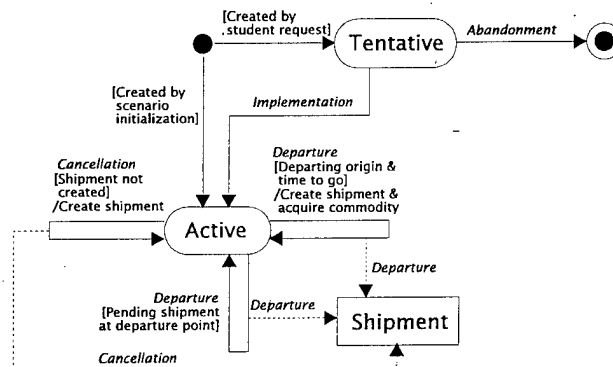 [Created by
student request]
Tentative
Abandonment
[Created by
scenario
initialization]
Implementation
Cancellation
[Shipment not
created]
/Create shipment
Departure
[Departing origin &
time to go]
/Create shipment &
acquire commodity
Active
Departure
Departure
[Pending shipment
at departure point]
Departure
Shipment
Cancellation